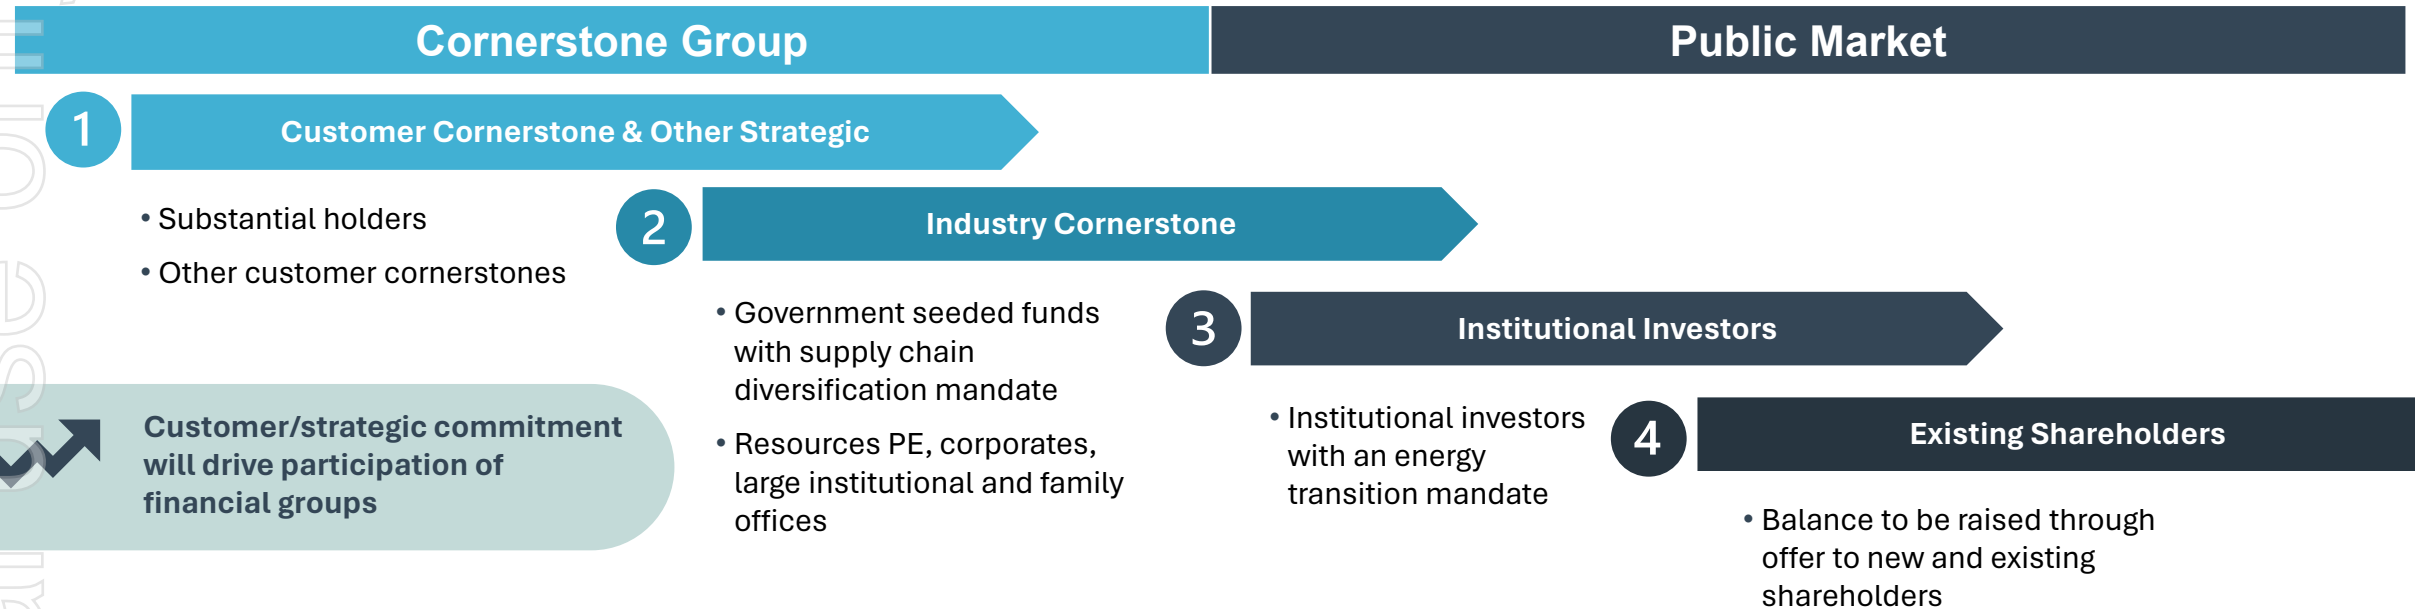 Cornerstone Group
Public Market
1
Customer Cornerstone & Other Strategic
• Substantial holders
• Other customer cornerstones
2
Industry Cornerstone
• Government seeded funds
with supply chain
diversification mandate
• Resources PE, corporates,
large institutional and family
offices
3
Institutional Investors
• Institutional investors
with an energy
transition mandate
4
Existing Shareholders
• Balance to be raised through
offer to new and existing
shareholders
Customer/strategic commitment
will drive participation of
financial groups
use